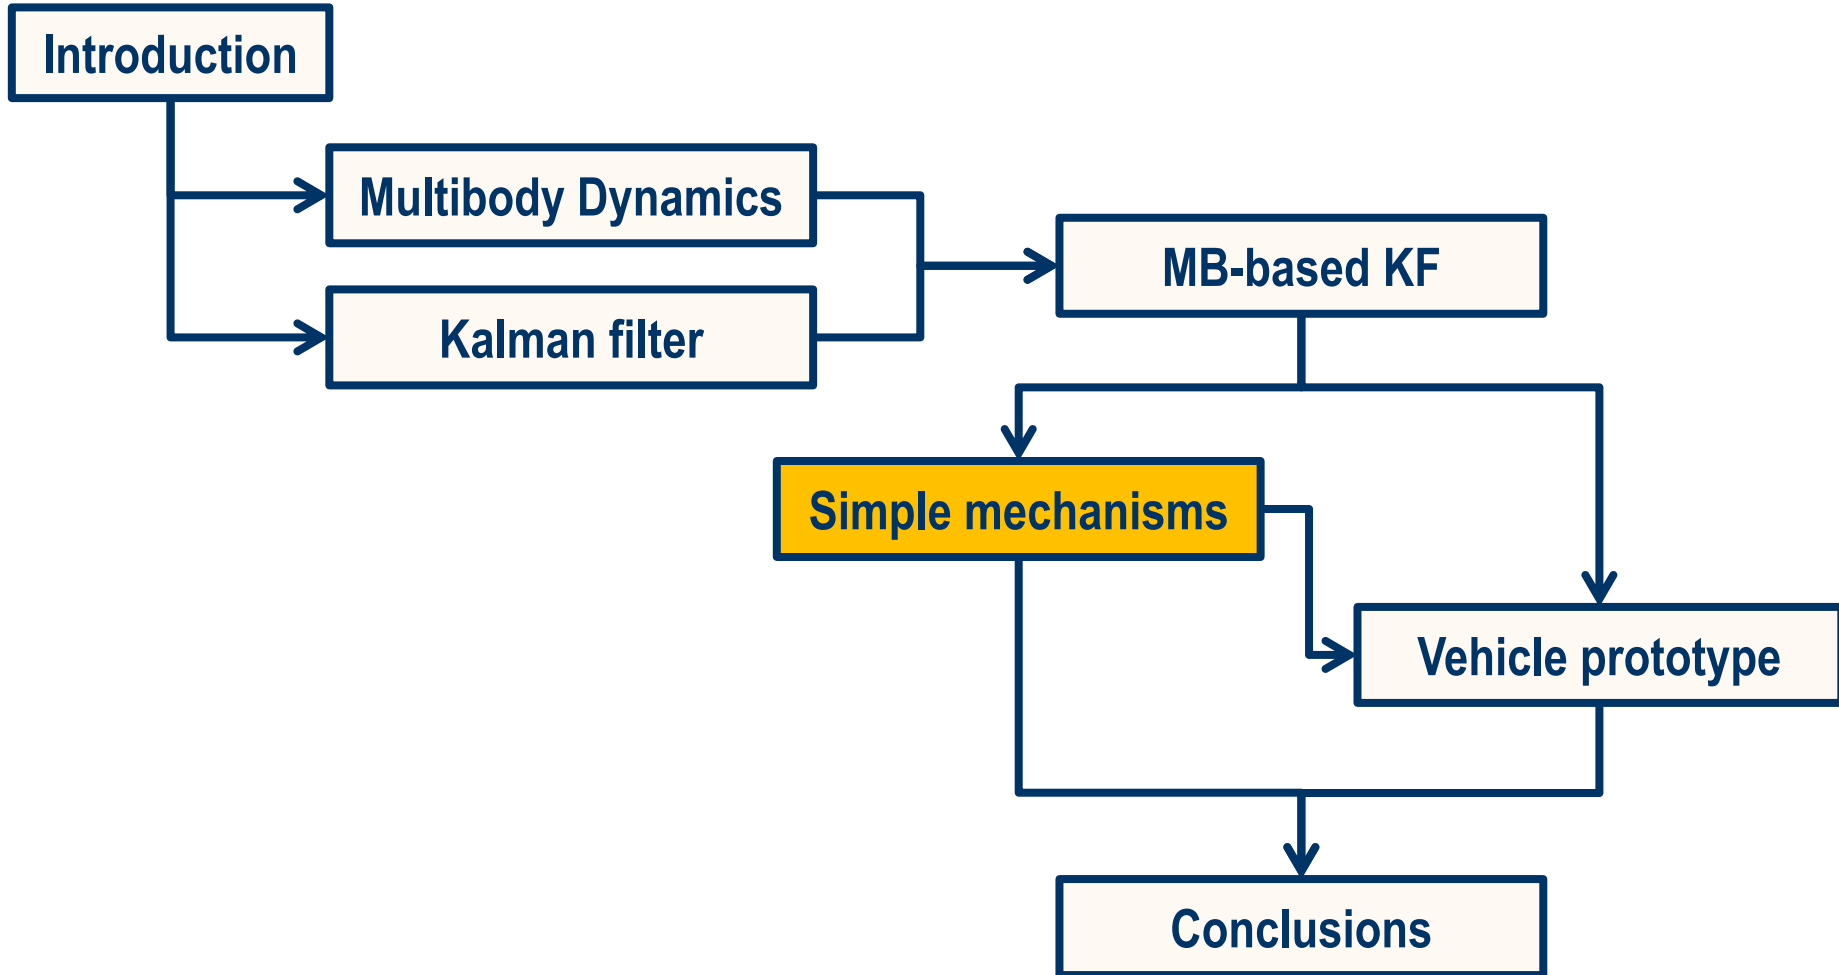 Introduction
Multibody Dynamics
Kalman filter
MB-based KF
Simple mechanisms
Vehicle prototype
Conclusions